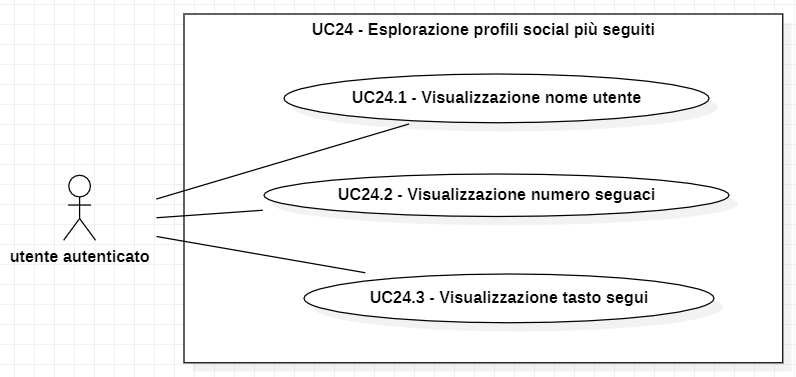 UC24 - Esplorazione profili social più seguiti
UC24.1 - Visualizzazione nome utente
UC24.2 - Visualizzazione numero seguaci
utente autenticato
UC24.3 - Visualizzazione tasto segui